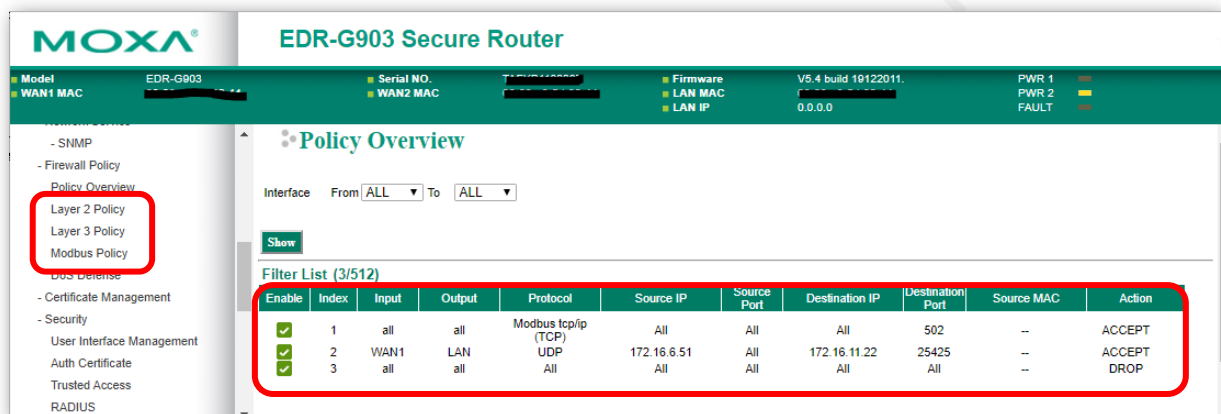 MOXA®
EDR-G903 Secure Router
Model EDR-G903 Serial NO. Firmware V5.4 build 19122011. PWR 1
WAN1 MAC WAN2 MAC LAN MAC PWR 2
LAN IP 0.0.0.0 FAULT
- SNMP
- Firewall Policy
Policy Overview
Layer 2 Policy
Layer 3 Policy
Modbus Policy
DoS Defense
- Certificate Management
- Security
User Interface Management
Auth Certificate
Trusted Access
RADIUS
Policy Overview
Interface From ALL To ALL
Show
Filter List (3/512)
Enable Index Input Output Protocol Source IP Source Port Destination IP Destination Port Source MAC Action
1 all all Modbus tcp/ip (TCP) All All All 502 -- ACCEPT
2 WAN1 LAN UDP 172.16.6.51 All 172.16.11.22 25425 -- ACCEPT
3 all all All All All All All -- DROP